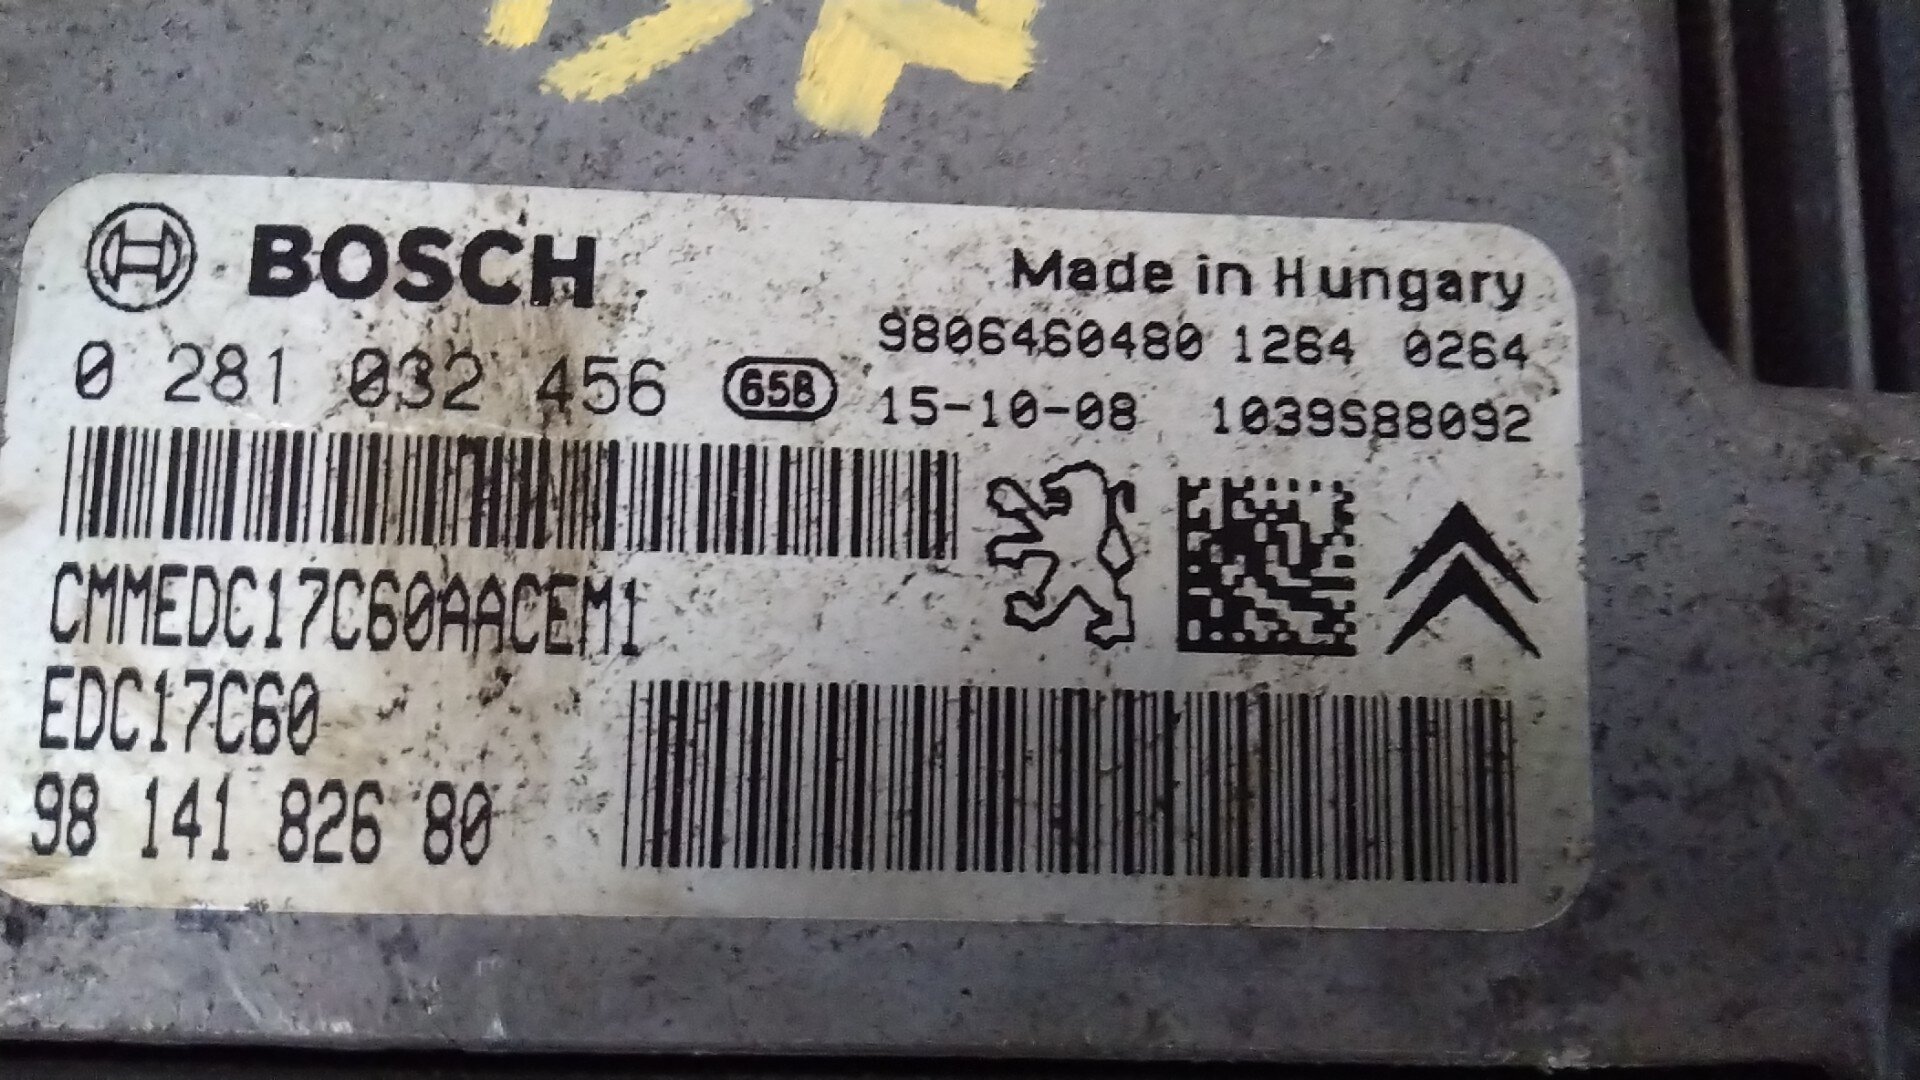 BOSCH
Made in Hungary
9806460480 1264 0264
0 281 032 456 658
15-10-08 1039S88092
CMMEDC17C60AACEM1
EDC17C60
98 141 826 80